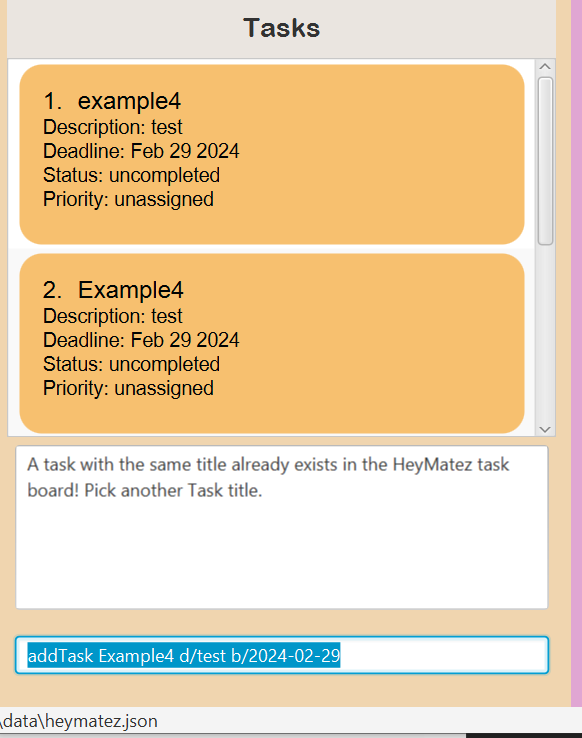 Tasks
1. example4
Description: test
Deadline: Feb 29 2024
Status: uncompleted
Priority: unassigned
2. Example4
Description: test
Deadline: Feb 29 2024
Status: uncompleted
Priority: unassigned
A task with the same title already exists in the HeyMatez task
board! Pick another Task title.
addTask Example4 d/test b/2024-02-29
\data\heymatez.json